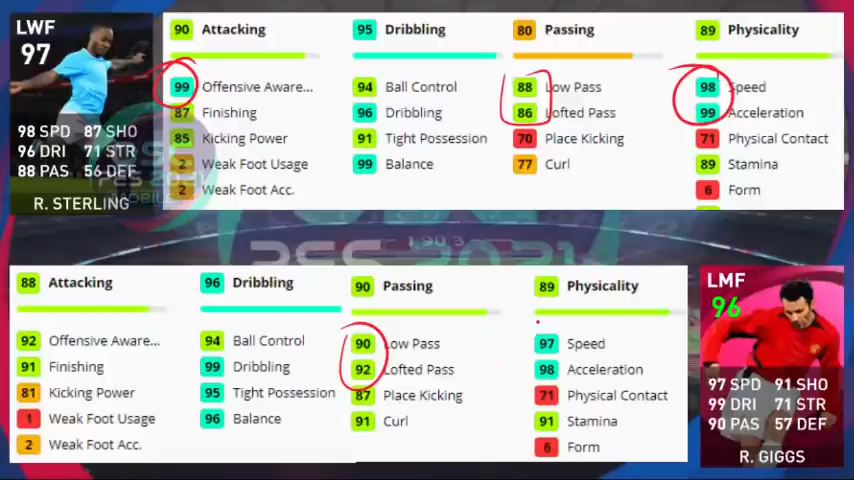 LWF
97
98 SPD 87 SHO
96 DRI 71 STR
88 PAS 56 DEF
R. STERLING
90 Attacking
99 Offensive Aware...
87 Finishing
85 Kicking Power
2 Weak Foot Usage
2 Weak Foot Acc.
95 Dribbling
94 Ball Control
96 Dribbling
91 Tight Possession
99 Balance
80 Passing
88 Low Pass
86 Lofted Pass
70 Place Kicking
77 Curl
89 Physicality
98 Speed
99 Acceleration
71 Physical Contact
89 Stamina
6 Form
88 Attacking
92 Offensive Aware...
91 Finishing
81 Kicking Power
1 Weak Foot Usage
2 Weak Foot Acc.
96 Dribbling
94 Ball Control
99 Dribbling
95 Tight Possession
96 Balance
90 Passing
90 Low Pass
92 Lofted Pass
87 Place Kicking
91 Curl
89 Physicality
97 Speed
98 Acceleration
71 Physical Contact
91 Stamina
6 Form
LMF
96
97 SPD 91 SHO
99 DRI 71 STR
90 PAS 57 DEF
R. GIGGS